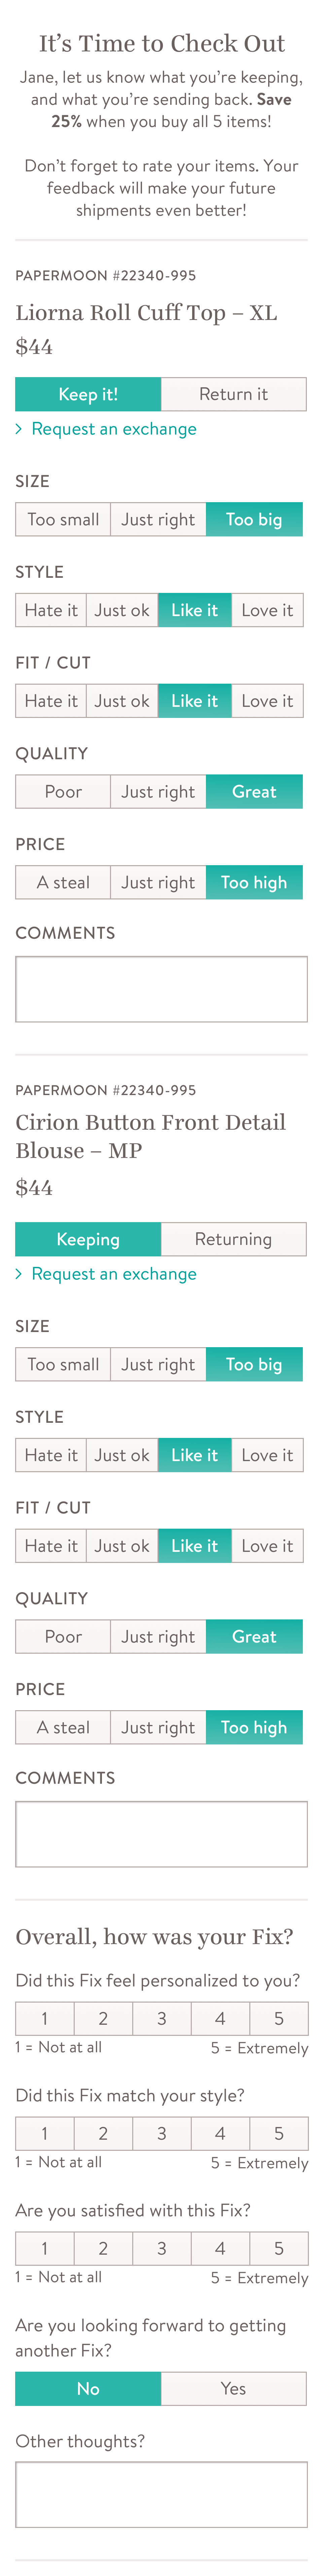 It’s Time to Check Out
Jane, let us know what you’re keeping,
and what you’re sending back. Save
25% when you buy all 5 items!
Don’t forget to rate your items. Your
feedback will make your future
shipments even better!
PAPERMOON #22340-995
Liorna Roll Cuff Top – XL
$44
Keep it! Return it
> Request an exchange
SIZE
Too small Just right Too big
STYLE
Hate it Just ok Like it Love it
FIT / CUT
Hate it Just ok Like it Love it
QUALITY
Poor Just right Great
PRICE
A steal Just right Too high
COMMENTS
PAPERMOON #22340-995
Cirion Button Front Detail
Blouse – MP
$44
Keeping Returning
> Request an exchange
SIZE
Too small Just right Too big
STYLE
Hate it Just ok Like it Love it
FIT / CUT
Hate it Just ok Like it Love it
QUALITY
Poor Just right Great
PRICE
A steal Just right Too high
COMMENTS
Overall, how was your Fix?
Did this Fix feel personalized to you?
1 2 3 4 5
1 = Not at all 5 = Extremely
Did this Fix match your style?
1 2 3 4 5
1 = Not at all 5 = Extremely
Are you satisfied with this Fix?
1 2 3 4 5
1 = Not at all 5 = Extremely
Are you looking forward to getting
another Fix?
No Yes
Other thoughts?